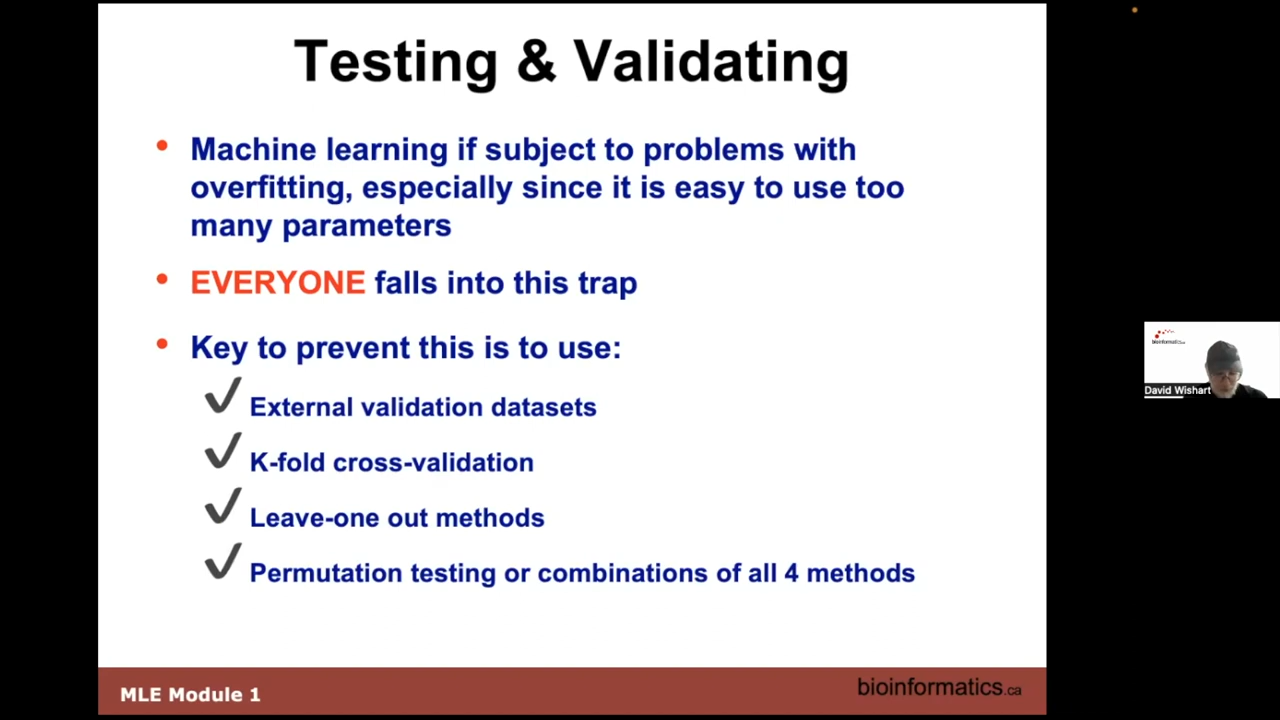 Testing & Validating
• Machine learning if subject to problems with
overfitting, especially since it is easy to use too
many parameters
• EVERYONE falls into this trap
• Key to prevent this is to use:
✓ External validation datasets
✓ K-fold cross-validation
✓ Leave-one out methods
✓ Permutation testing or combinations of all 4 methods
MLE Module 1
bioinformatics.ca
bioinformatics.ca
David Wishart